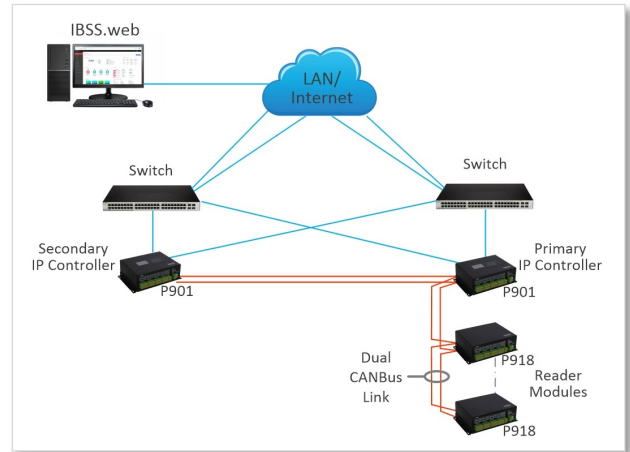 IBSS.web
LAN/
Internet
Switch
Switch
Secondary
IP Controller
P901
Primary
IP Controller
P901
Dual
CANBus
Link
P918
Reader
Modules
P918